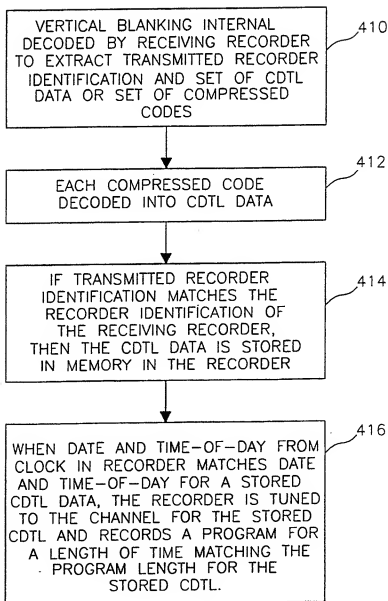 VERTICAL BLANKING INTERNAL
DECODED BY RECEIVING RECORDER
TO EXTRACT TRANSMITTED RECORDER
IDENTIFICATION AND SET OF CDTL
DATA OR SET OF COMPRESSED
CODES
410
EACH COMPRESSED CODE
DECODED INTO CDTL DATA
412
IF TRANSMITTED RECORDER
IDENTIFICATION MATCHES THE
RECORDER IDENTIFICATION OF
THE RECEIVING RECORDER,
THEN THE CDTL DATA IS STORED
IN MEMORY IN THE RECORDER
414
WHEN DATE AND TIME-OF-DAY FROM
CLOCK IN RECORDER MATCHES DATE
AND TIME-OF-DAY FOR A STORED
CDTL DATA, THE RECORDER IS TUNED
TO THE CHANNEL FOR THE STORED
CDTL AND RECORDS A PROGRAM FOR
A LENGTH OF TIME MATCHING THE
PROGRAM LENGTH FOR THE
STORED CDTL.
416